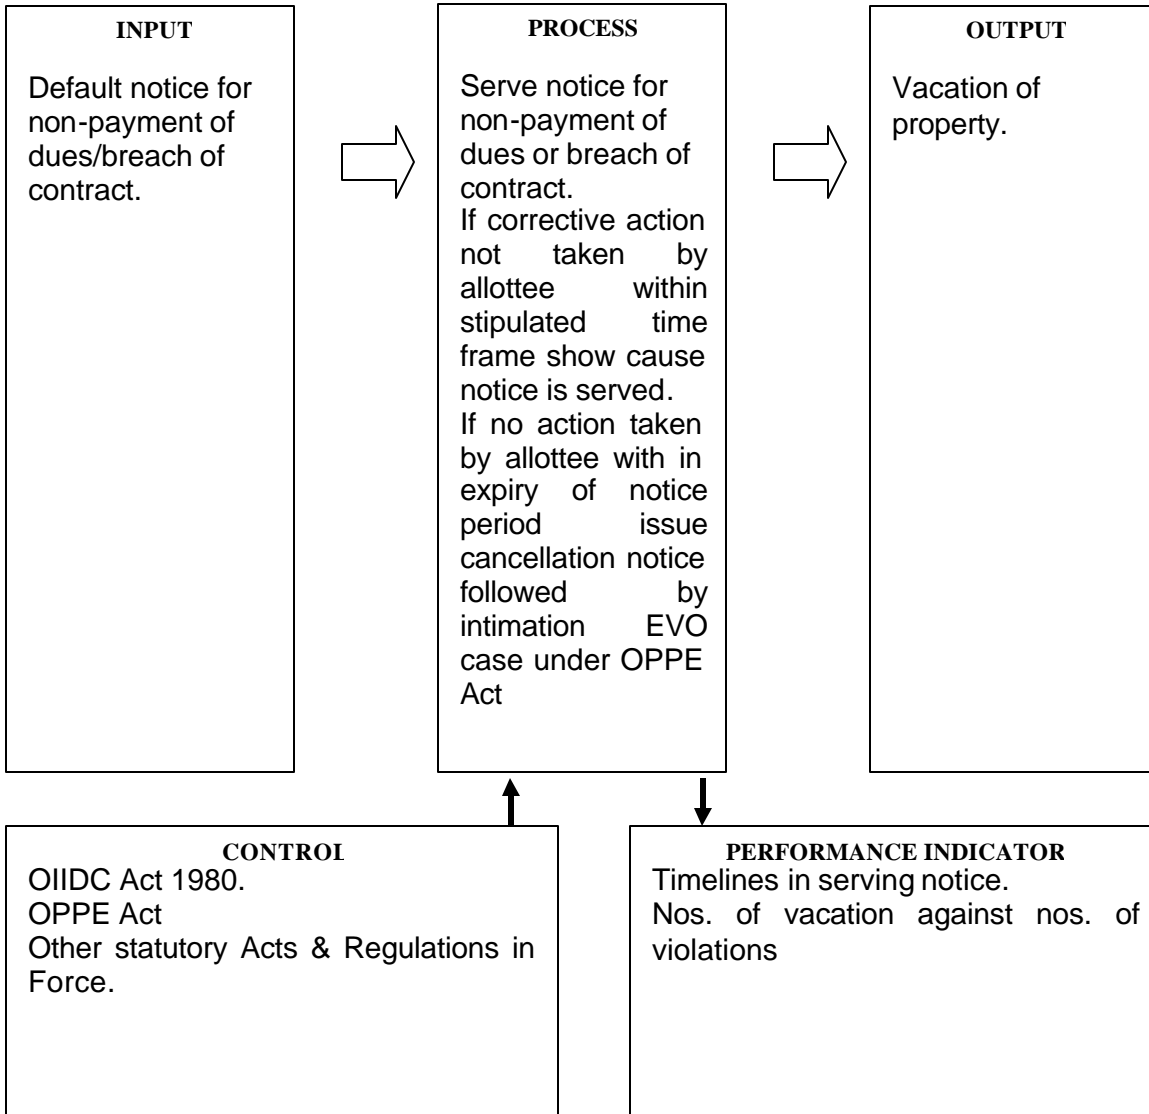 INPUT
Default notice for
non-payment of
dues/breach of
contract.
PROCESS
Serve notice for
non-payment of
dues or breach of
contract.
If corrective action
not taken by
allottee within
stipulated time
frame show cause
notice is served.
If no action taken
by allottee with in
expiry of notice
period issue
cancellation notice
followed by
intimation EVO
case under OPPE
Act
OUTPUT
Vacation of
property.
CONTROL
OIIDC Act 1980.
OPPE Act
Other statutory Acts & Regulations in
Force.
PERFORMANCE INDICATOR
Timelines in serving notice.
Nos. of vacation against nos. of
violations